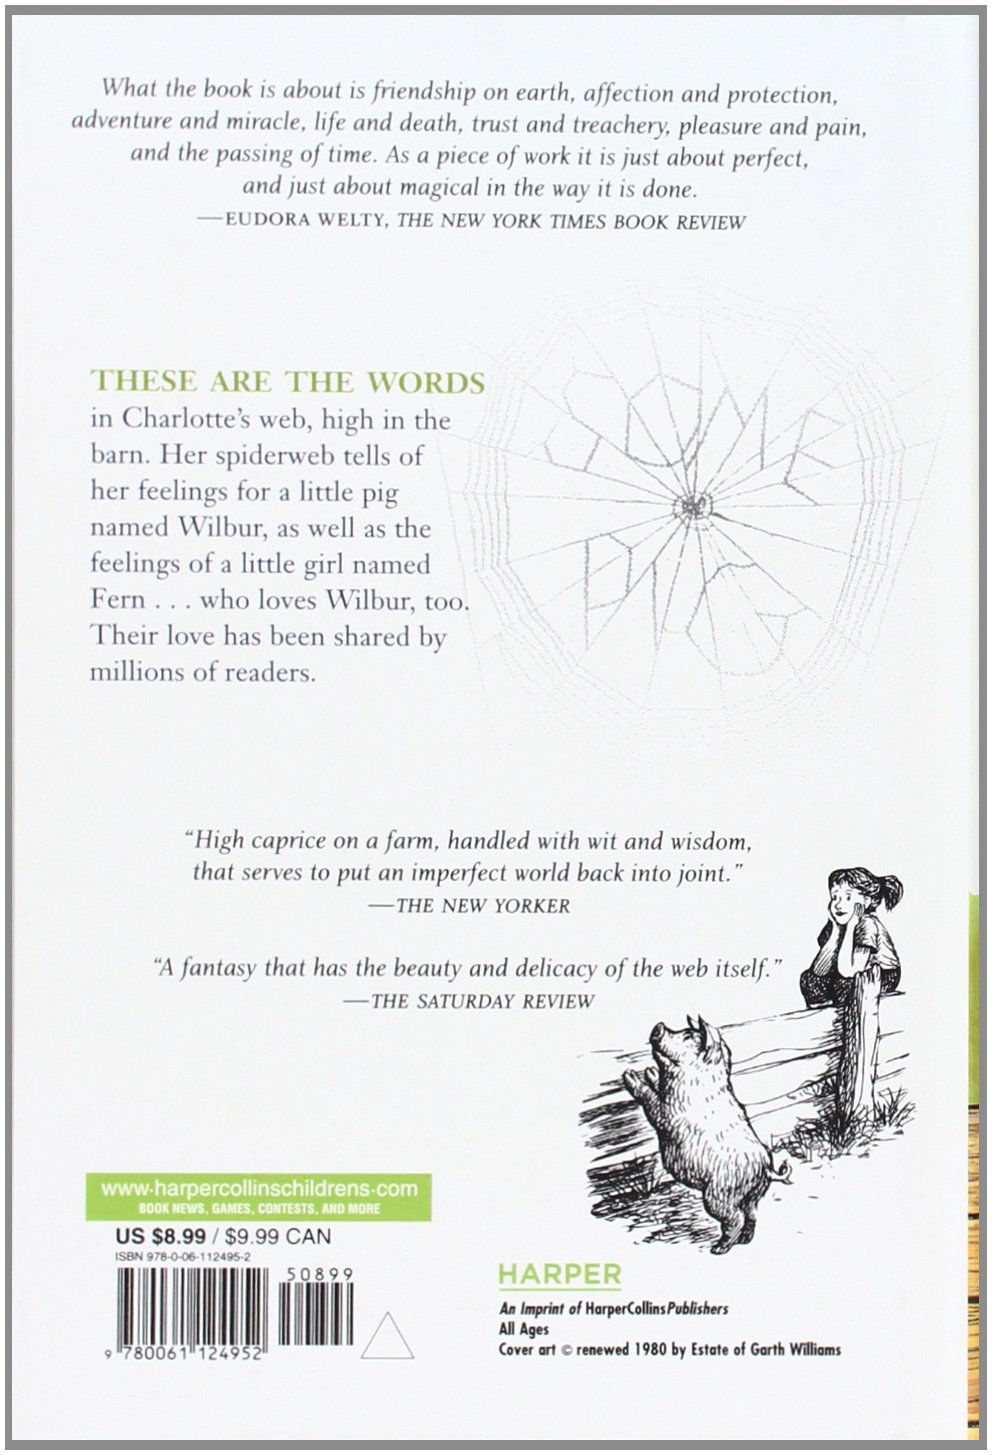 What the book is about is friendship on earth, affection and protection,
adventure and miracle, life and death, trust and treachery, pleasure and pain,
and the passing of time. As a piece of work it is just about perfect,
and just about magical in the way it is done.
—EUDORA WELTY, THE NEW YORK TIMES BOOK REVIEW
SOME
PIG
THESE ARE THE WORDS
in Charlotte's web, high in the
barn. Her spiderweb tells of
her feelings for a little pig
named Wilbur, as well as the
feelings of a little girl named
Fern . . . who loves Wilbur, too.
Their love has been shared by
millions of readers.
“High caprice on a farm, handled with wit and wisdom,
that serves to put an imperfect world back into joint.”
—THE NEW YORKER
“A fantasy that has the beauty and delicacy of the web itself.”
—THE SATURDAY REVIEW
www·harpercollinschildrens·com
BOOK NEWS, GAMES, CONTESTS, AND MORE
US $8.99 / $9.99 CAN
ISBN 978-0-06-112495-2
50899
9 780061 124952
HARPER
An Imprint of HarperCollinsPublishers
All Ages
Cover art © renewed 1980 by Estate of Garth Williams